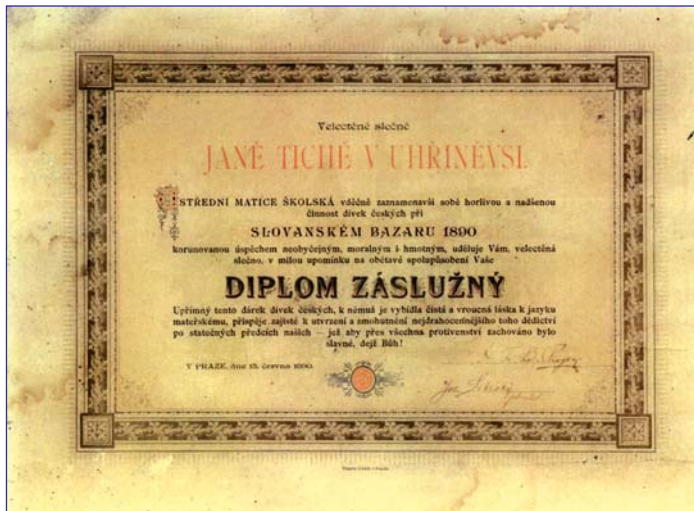 Velectěné slečně
JANĚ TICHÉ V UHŘINĚVSI.
ÚSTŘEDNÍ MATICE ŠKOLSKÁ vděčně zaznamenavši sobě horlivou a nadšenou
činnost dívek českých při
SLOVANSKÉM BAZARU 1890
korunovanou úspěchem neobyčejným, morálným i hmotným, uděluje Vám, velectěná
slečno, v milou upomínku na obětavé spolupůsobení Vaše
DIPLOM ZÁSLUŽNÝ
Upřímný tento dárek dívek českých, k němuž je vybídla čistá a vroucná láska k jazyku
mateřskému, přispěje zajisté k utvrzení a zmohutnění nejdrahocennějšího toho dědictví
po statečných předcích našich — jež aby přes všechna protivenství zachováno bylo
slavně, dejž Bůh!
V PRAZE, dne 15. června 1890.